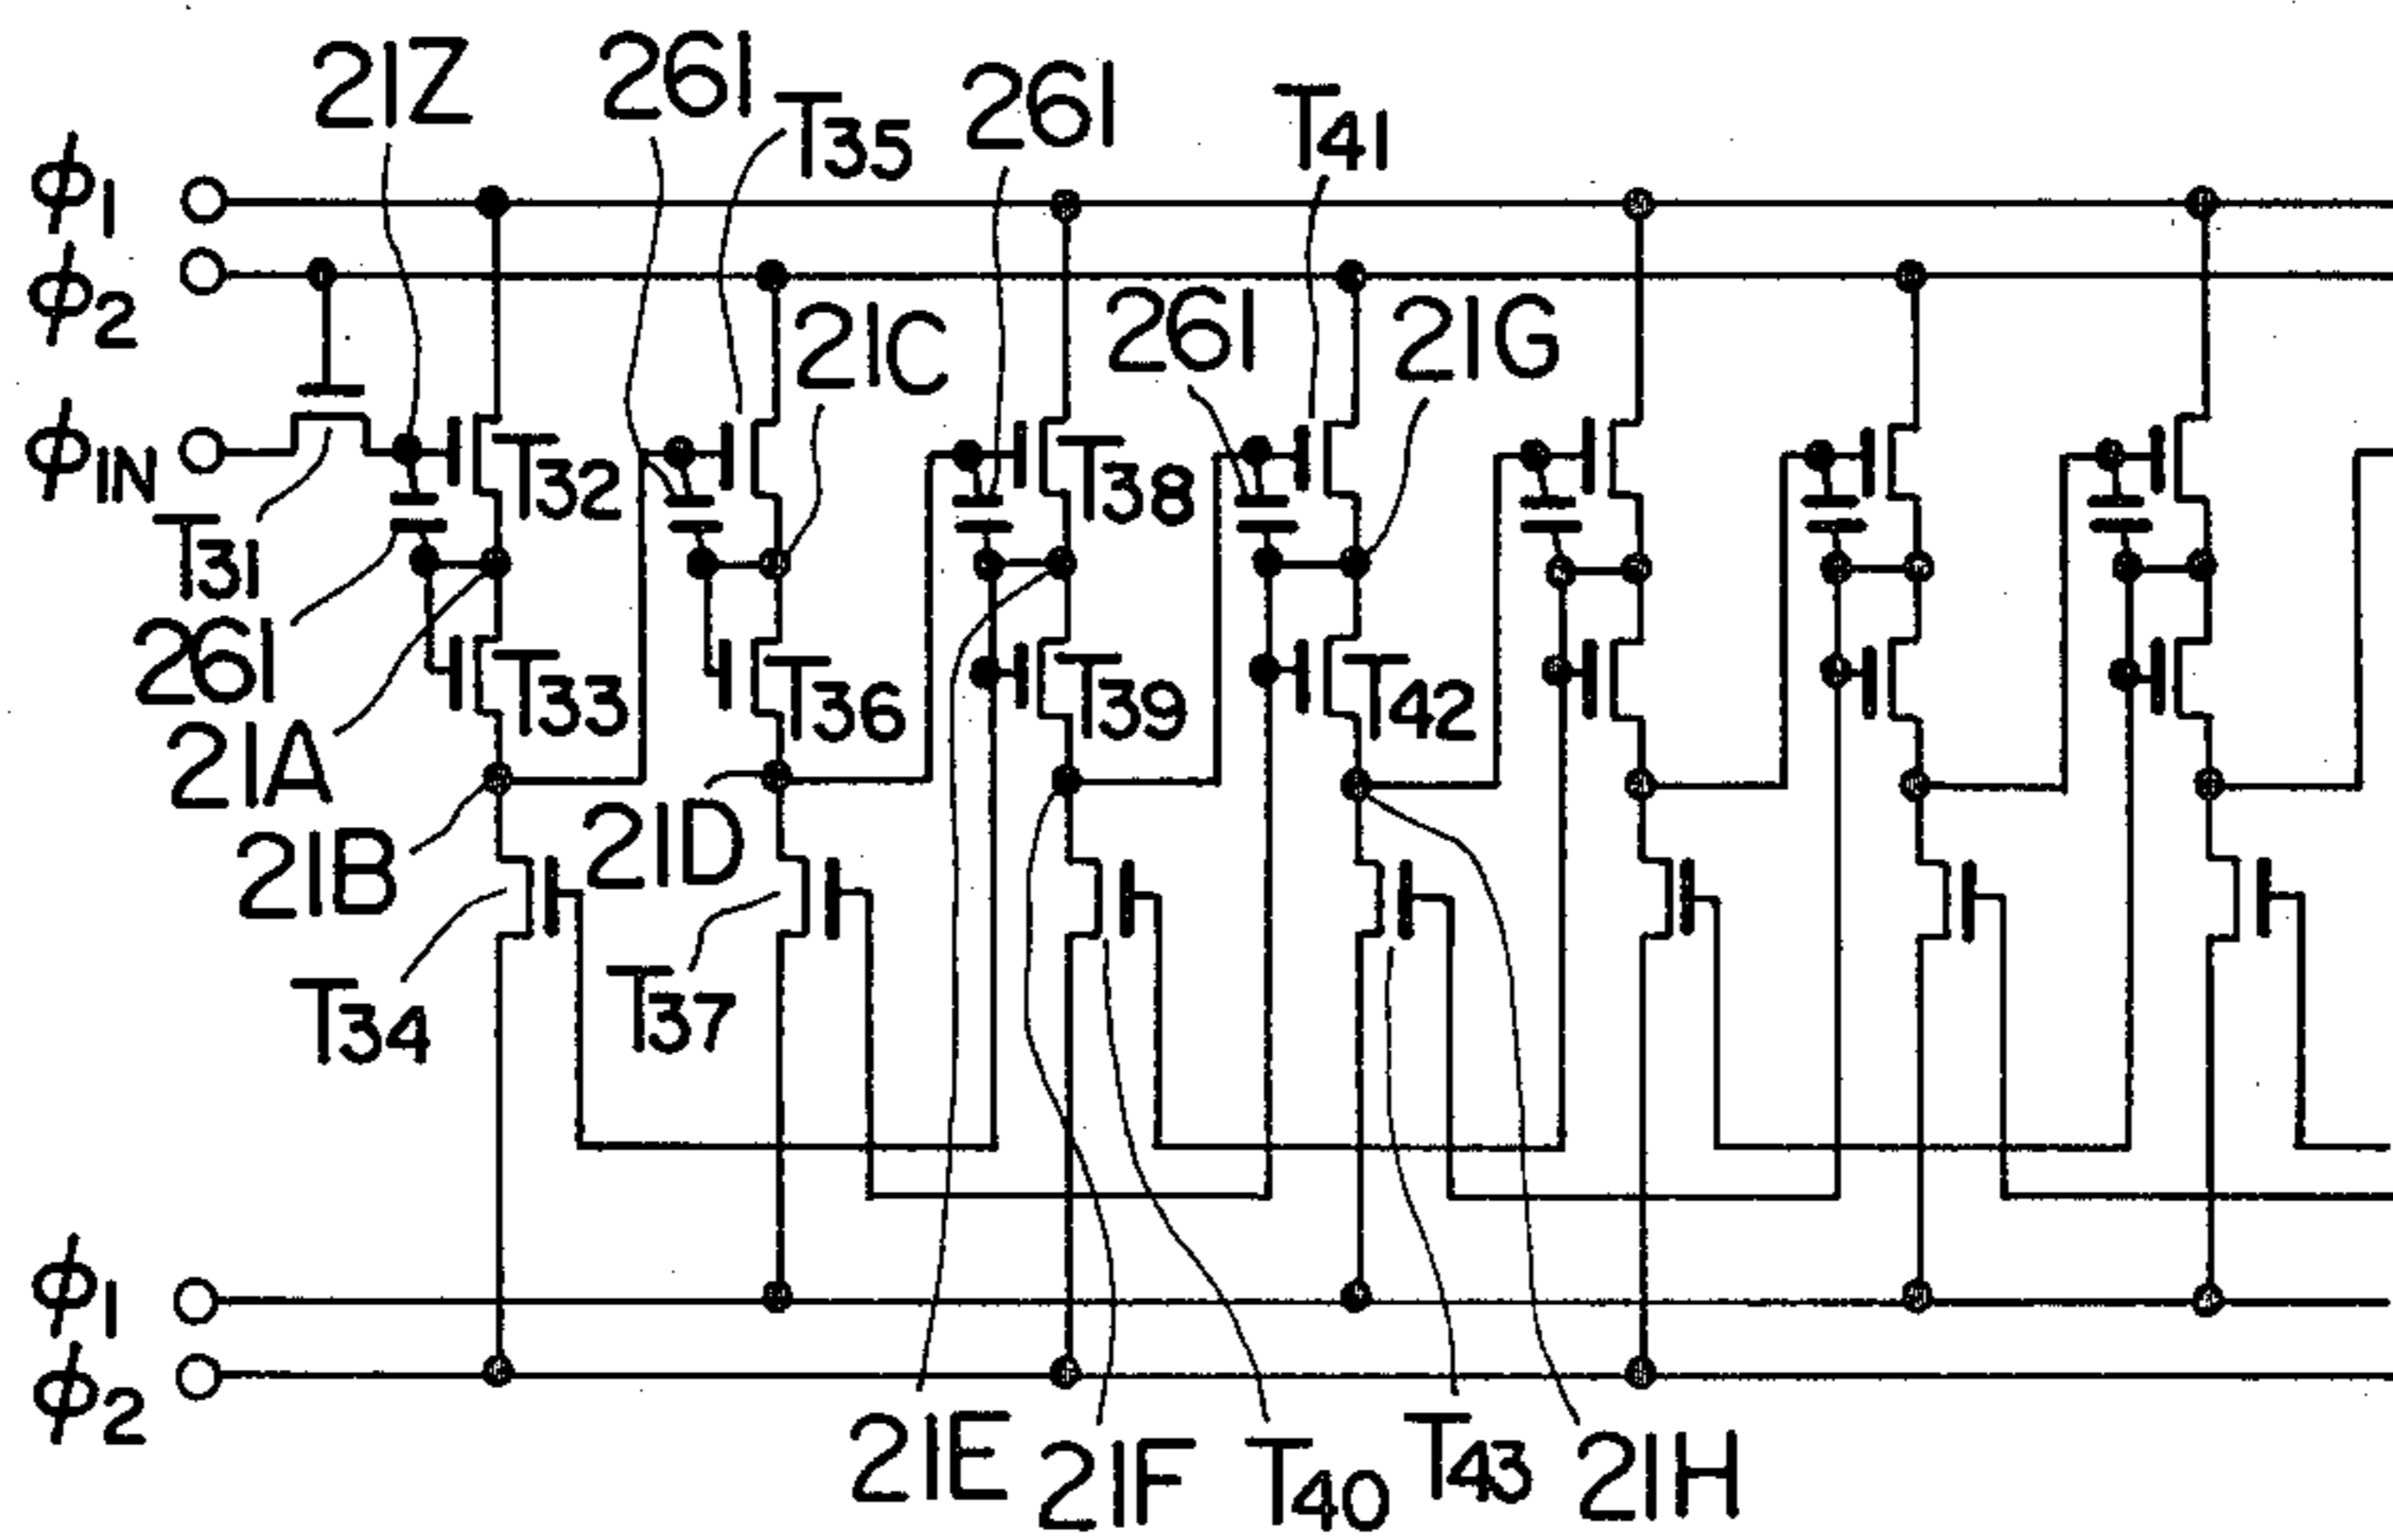 21Z 261 T35 261 T41
ϕ1
ϕ2
21C 261 21G
ϕIN
T32 T38
T31
261
T33 T36 T39 T42
21A
21B 21D
T34 T37
ϕ1
ϕ2
21E 21F T40 T43 21H